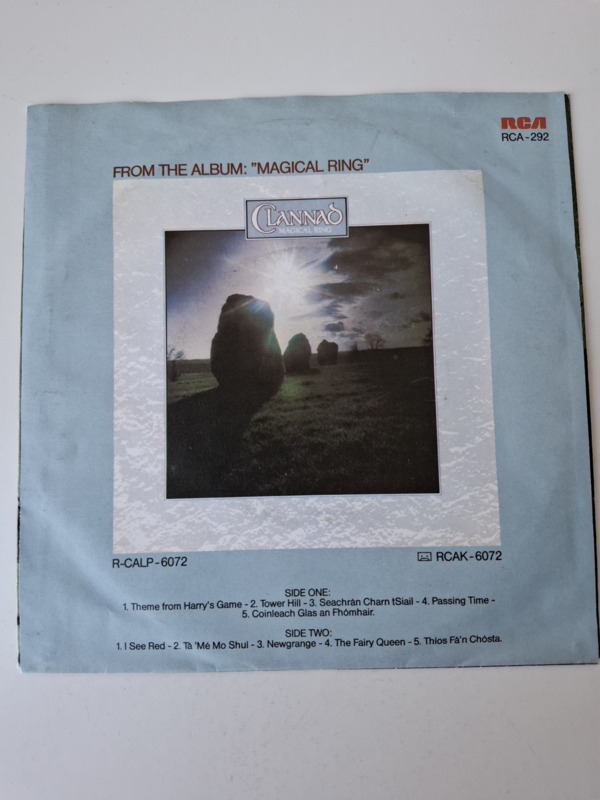 RCA
RCA-292
FROM THE ALBUM: "MAGICAL RING"
CLANNAD
MAGICAL RING
R-CALP-6072
RCAK-6072
SIDE ONE:
1. Theme from Harry's Game - 2. Tower Hill - 3. Seachrán Charn tSiail - 4. Passing Time -
5. Coinleach Glas an Fhómhair.
SIDE TWO:
1. I See Red - 2. Tá 'Mé Mo Shuí - 3. Newgrange - 4. The Fairy Queen - 5. Thíos Fá'n Chósta.